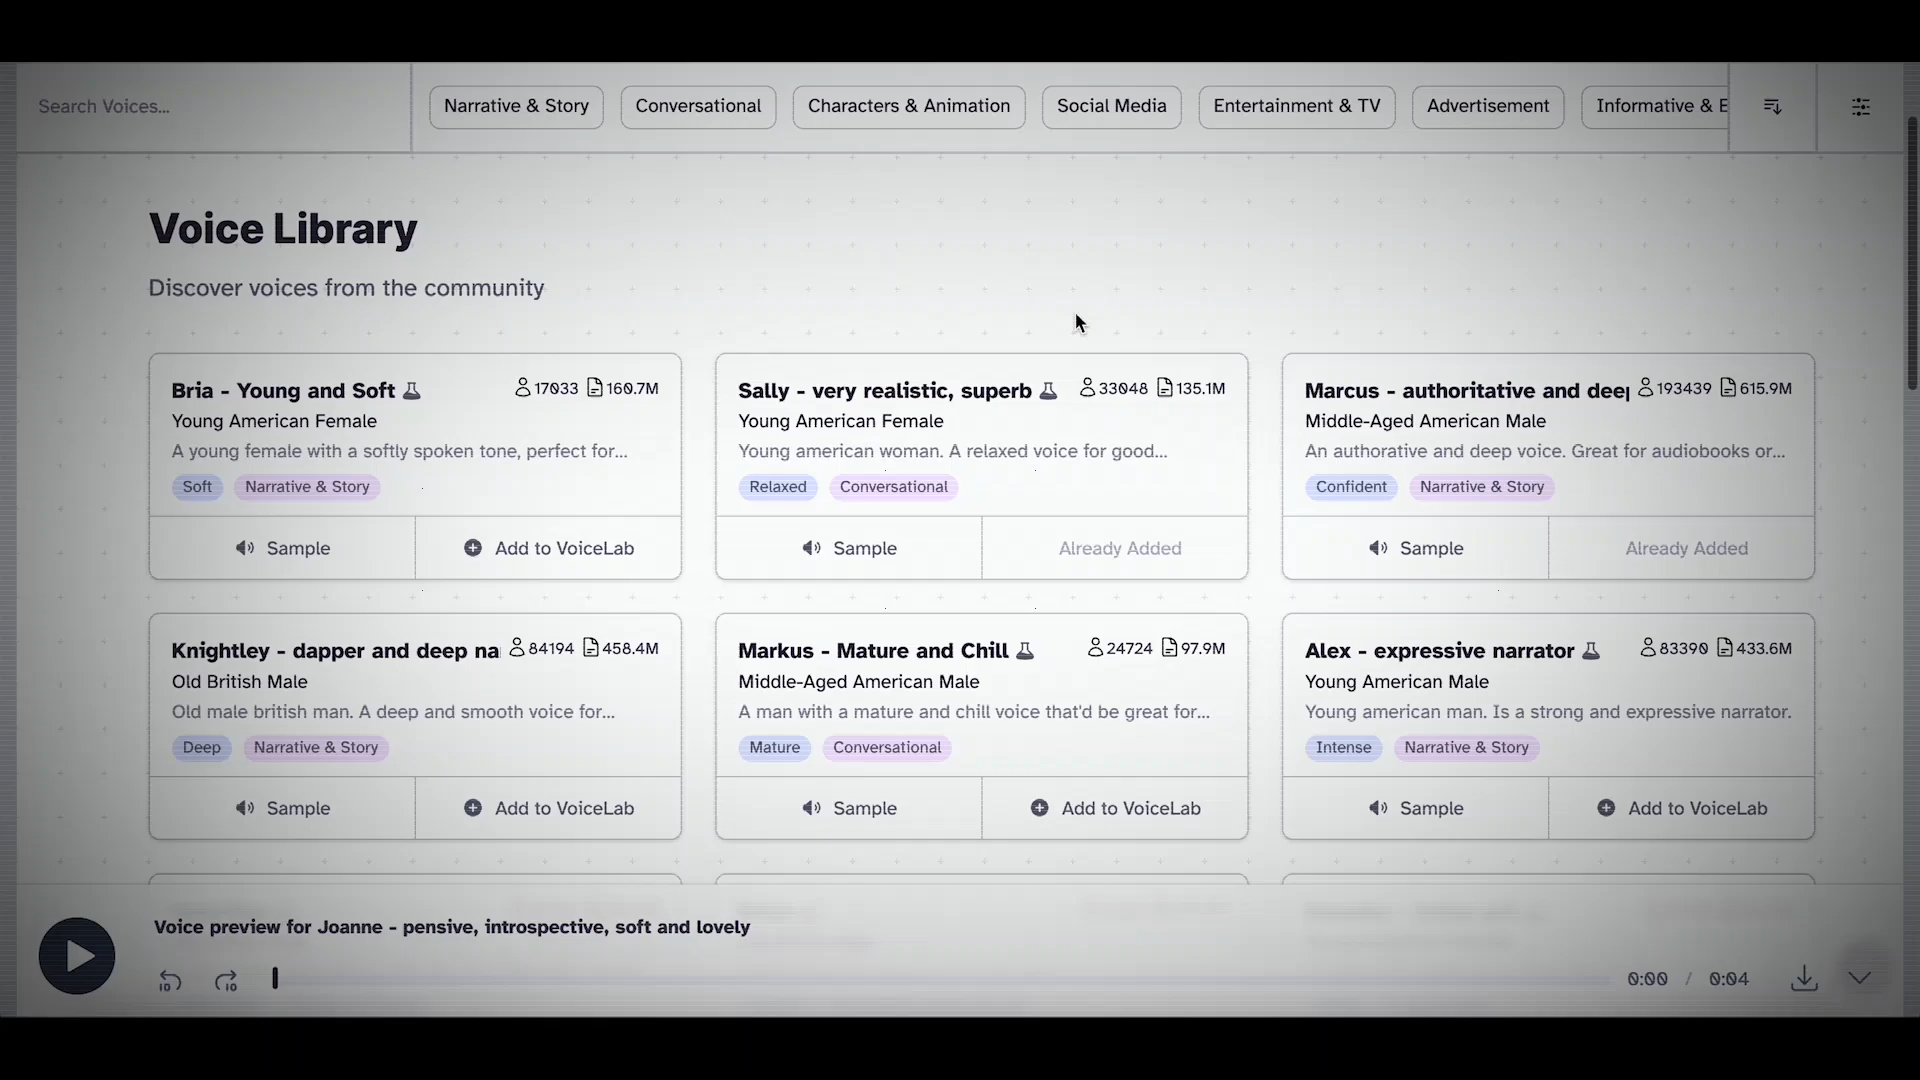 Search Voices...
Narrative & Story
Conversational
Characters & Animation
Social Media
Entertainment & TV
Advertisement
Informative & E
Voice Library
Discover voices from the community
Bria - Young and Soft 17033 160.7M
Young American Female
A young female with a softly spoken tone, perfect for...
Soft Narrative & Story
Sample Add to VoiceLab
Sally - very realistic, superb 33048 135.1M
Young American Female
Young american woman. A relaxed voice for good...
Relaxed Conversational
Sample Already Added
Marcus - authoritative and deep 193439 615.9M
Middle-Aged American Male
An authorative and deep voice. Great for audiobooks or...
Confident Narrative & Story
Sample Already Added
Knightley - dapper and deep na 84194 458.4M
Old British Male
Old male british man. A deep and smooth voice for...
Deep Narrative & Story
Sample Add to VoiceLab
Markus - Mature and Chill 24724 97.9M
Middle-Aged American Male
A man with a mature and chill voice that'd be great for...
Mature Conversational
Sample Add to VoiceLab
Alex - expressive narrator 83390 433.6M
Young American Male
Young american man. Is a strong and expressive narrator.
Intense Narrative & Story
Sample Add to VoiceLab
Voice preview for Joanne - pensive, introspective, soft and lovely
10 10 0:00 / 0:04